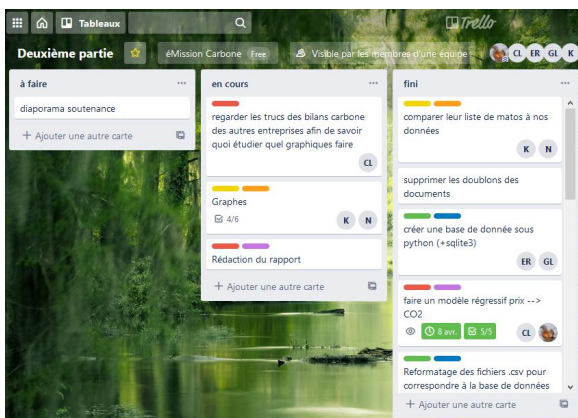 Tableaux
Trello
Deuxième partie
éMission Carbone Free
Visible par les membres d'une équipe
CL ER GL K
à faire
diaporama soutenance
+ Ajouter une autre carte
en cours
regarder les trucs des bilans carbone
des autres entreprises afin de savoir
quoi étudier quel graphiques faire
CL
Graphes
4/6
K N
Rédaction du rapport
+ Ajouter une autre carte
fini
comparer leur liste de matos à nos
données
K N
supprimer les doublons des
documents
créer une base de donnée sous
python (+sqlite3)
ER GL
faire un modèle régressif prix -->
CO2
8 avr. 5/5
CL
Reformatage des fichiers .csv pour
correspondre à la base de données
+ Ajouter une autre carte